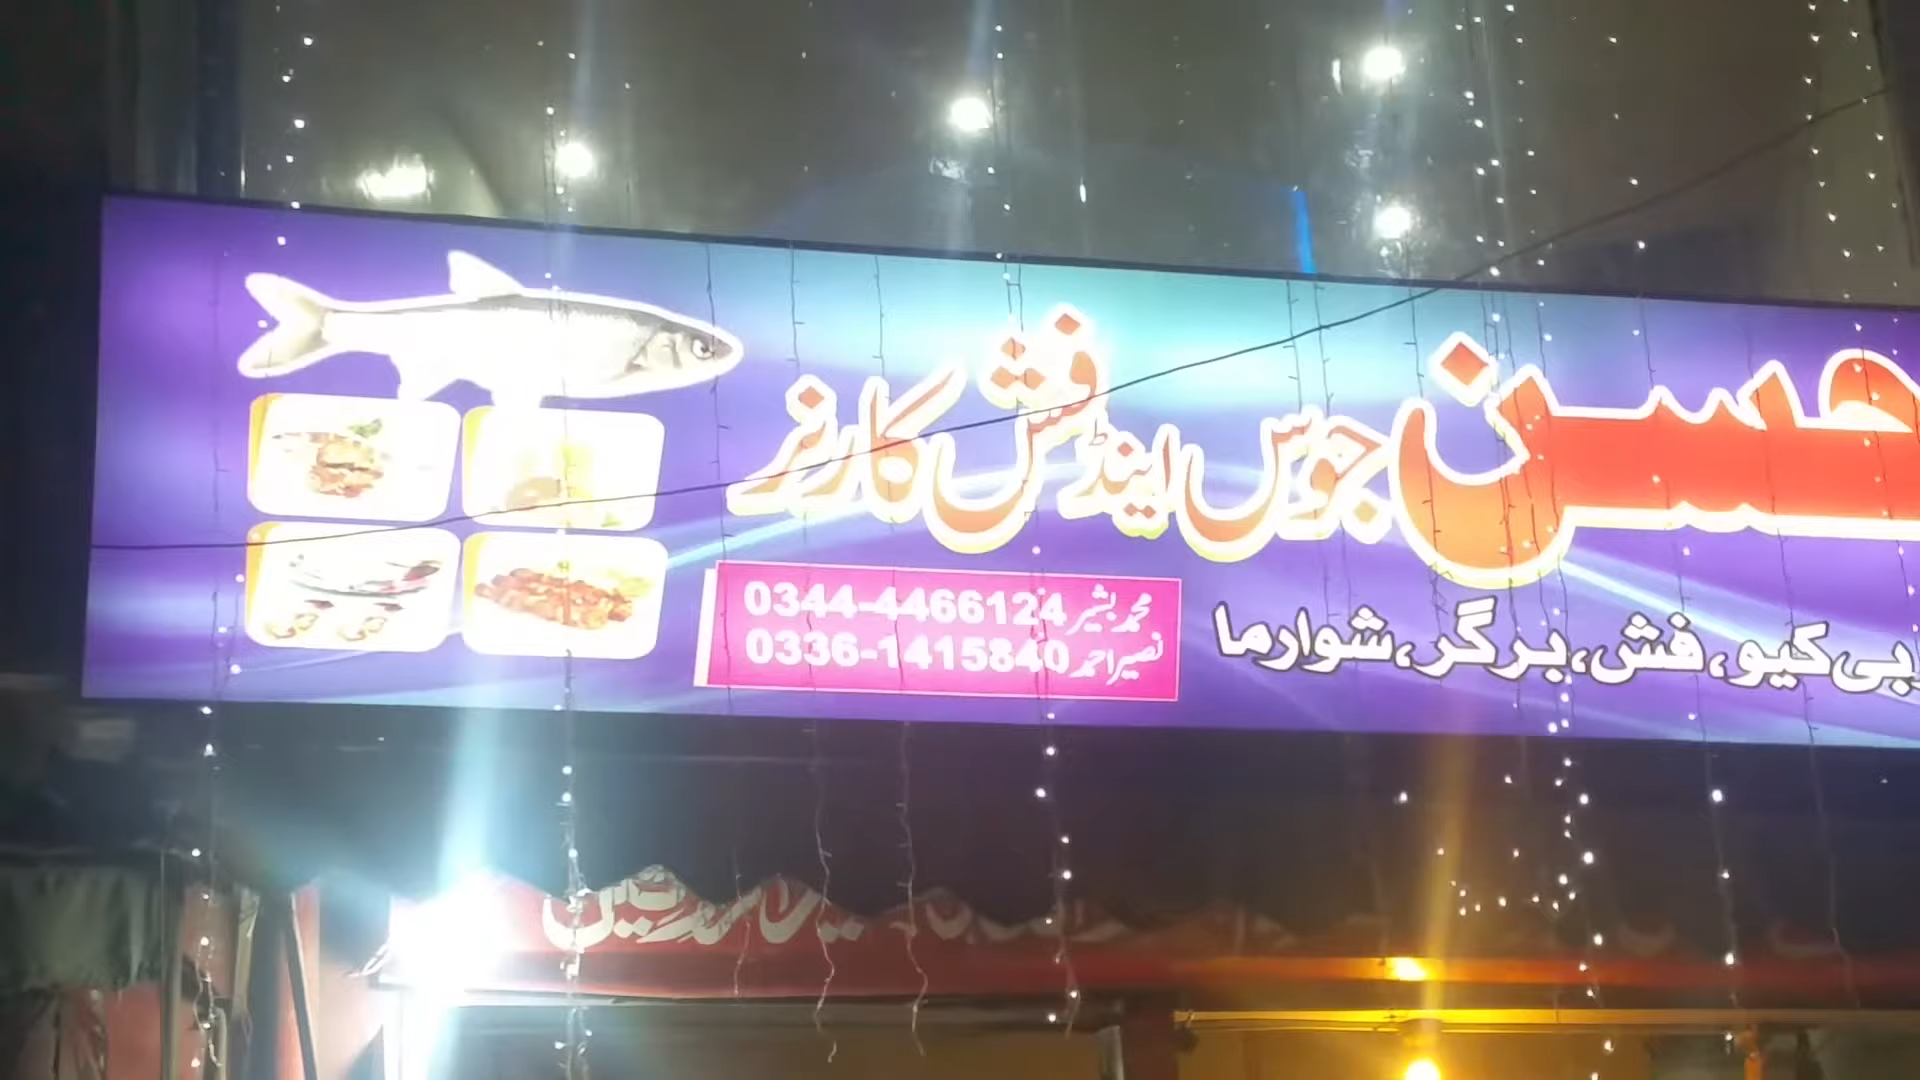 حسن جوس اینڈ فش کارنر
محمد بشیر 0344-4466124
نصیر احمد 0336-1415840
بی کیو، فش، برگر، شوارما